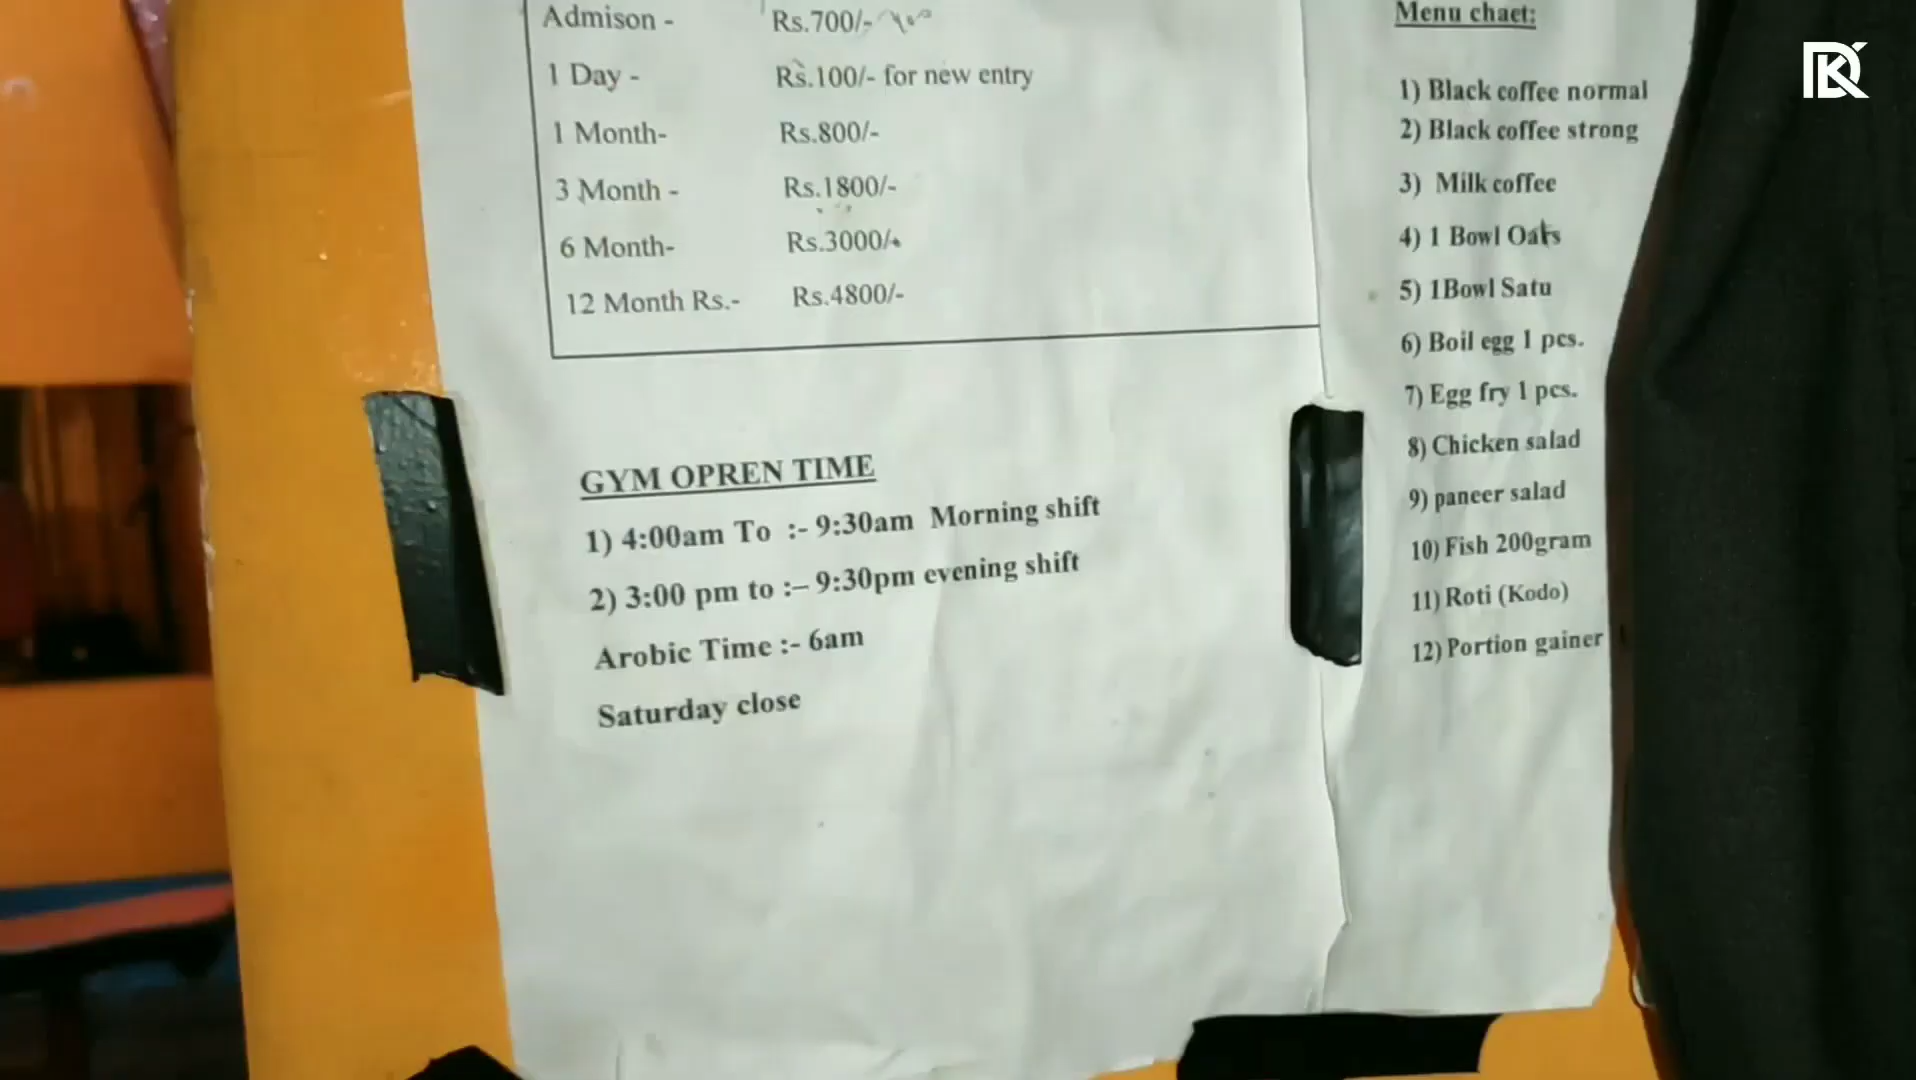 Admison - Rs.700/-
1 Day - Rs.100/- for new entry
1 Month- Rs.800/-
3 Month - Rs.1800/-
6 Month- Rs.3000/-
12 Month Rs.- Rs.4800/-
GYM OPREN TIME
1) 4:00am To :- 9:30am Morning shift
2) 3:00 pm to :– 9:30pm evening shift
Arobic Time :- 6am
Saturday close
Menu chaet:
1) Black coffee normal
2) Black coffee strong
3) Milk coffee
4) 1 Bowl Oats
5) 1Bowl Satu
6) Boil egg 1 pcs.
7) Egg fry 1 pcs.
8) Chicken salad
9) paneer salad
10) Fish 200gram
11) Roti (Kodo)
12) Portion gainer
DK